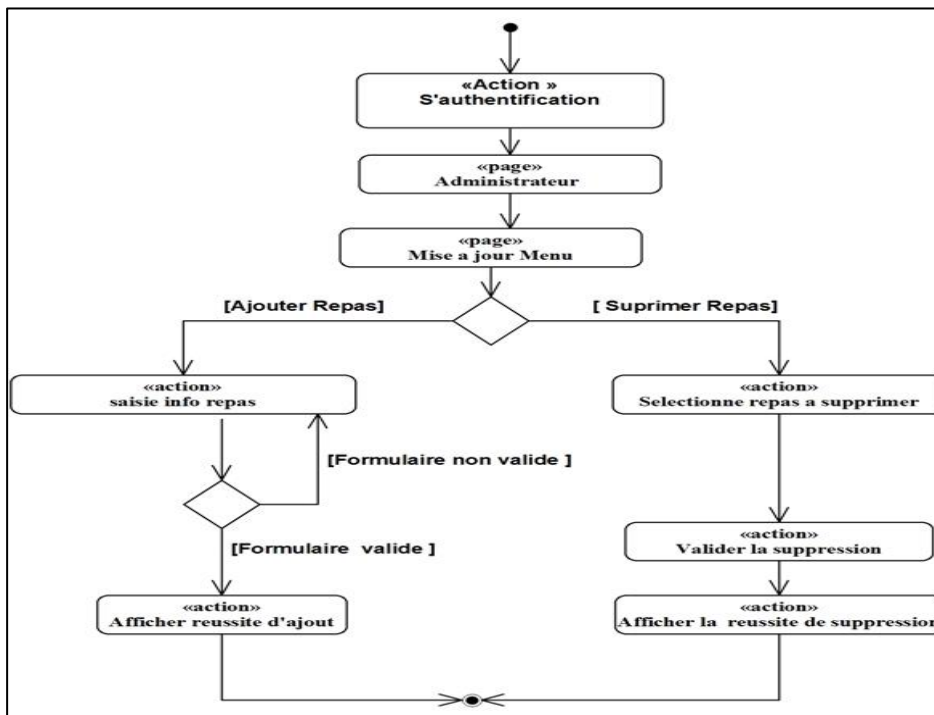 «Action »
S'authentification
«page»
Administrateur
«page»
Mise a jour Menu
[Ajouter Repas]
[ Suprimer Repas]
«action»
saisie info repas
«action»
Selectionne repas a supprimer
[Formulaire non valide ]
[Formulaire valide ]
«action»
Valider la suppression
«action»
Afficher reussite d'ajout
«action»
Afficher la reussite de suppression